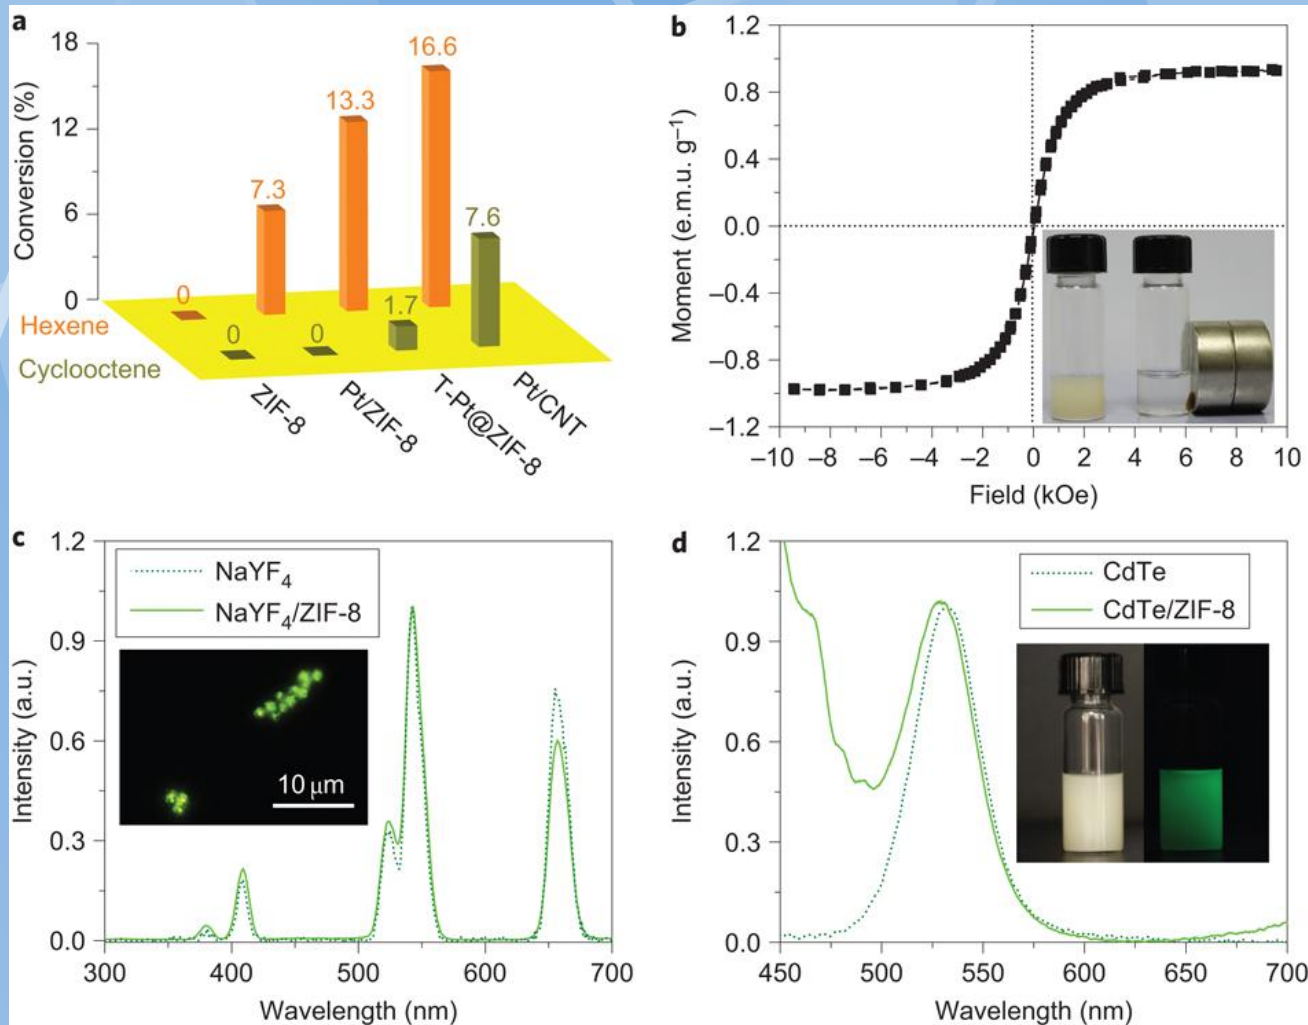 a
18
12
6
0
Conversion (%)
0
7.3
13.3
16.6
0
0
1.7
7.6
Hexene
Cyclooctene
ZIF-8
Pt/ZIF-8
T-Pt@ZIF-8
Pt/CNT
b
1.2
0.8
0.4
0.0
–0.4
–0.8
–1.2
Moment (e.m.u. g⁻¹)
–10 –8 –6 –4 –2 0 2 4 6 8 10
Field (kOe)
c
1.2
0.9
0.6
0.3
0.0
Intensity (a.u.)
NaYF₄
NaYF₄/ZIF-8
10 μm
300 400 500 600 700
Wavelength (nm)
d
1.2
0.9
0.6
0.3
0.0
Intensity (a.u.)
CdTe
CdTe/ZIF-8
450 500 550 600 650 700
Wavelength (nm)